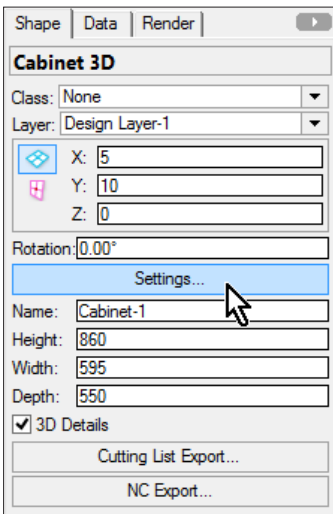 Shape Data Render
Cabinet 3D
Class: None
Layer: Design Layer-1
X: 5
Y: 10
Z: 0
Rotation: 0.00°
Settings...
Name: Cabinet-1
Height: 860
Width: 595
Depth: 550
3D Details
Cutting List Export...
NC Export...